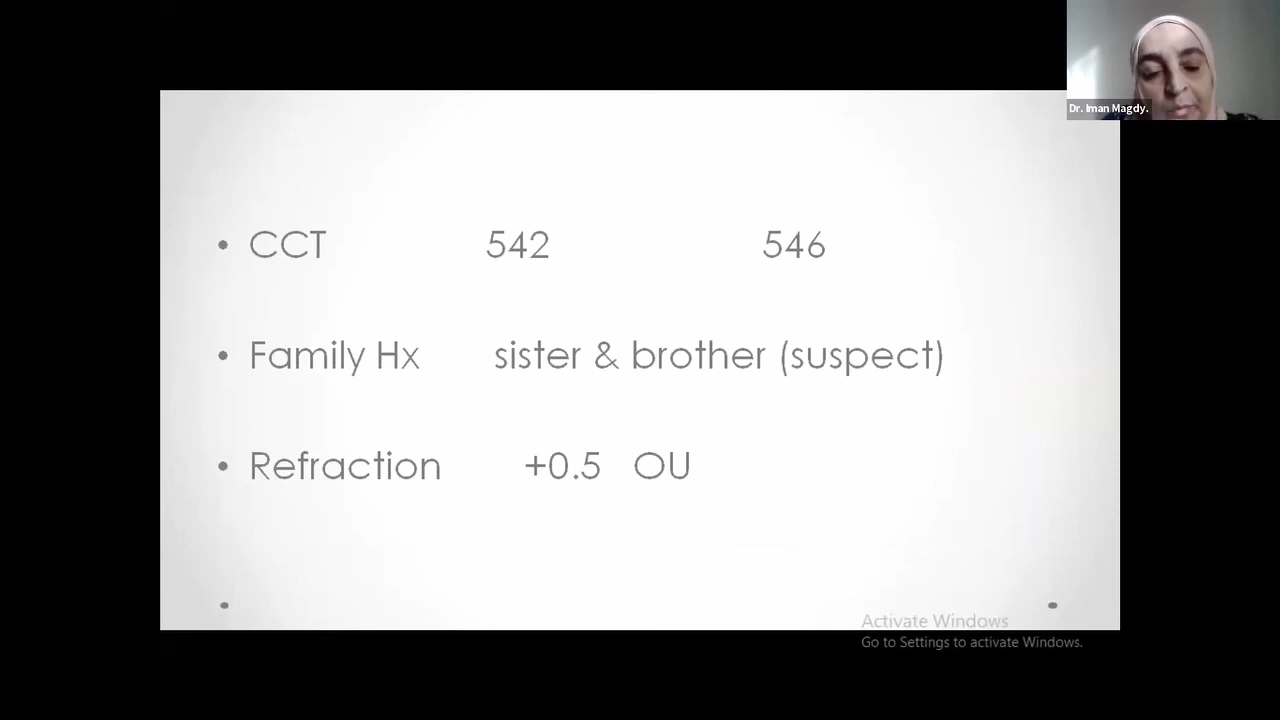 Dr. Iman Magdy.
• CCT 542 546
• Family Hx sister & brother (suspect)
• Refraction +0.5 OU
Activate Windows
Go to Settings to activate Windows.